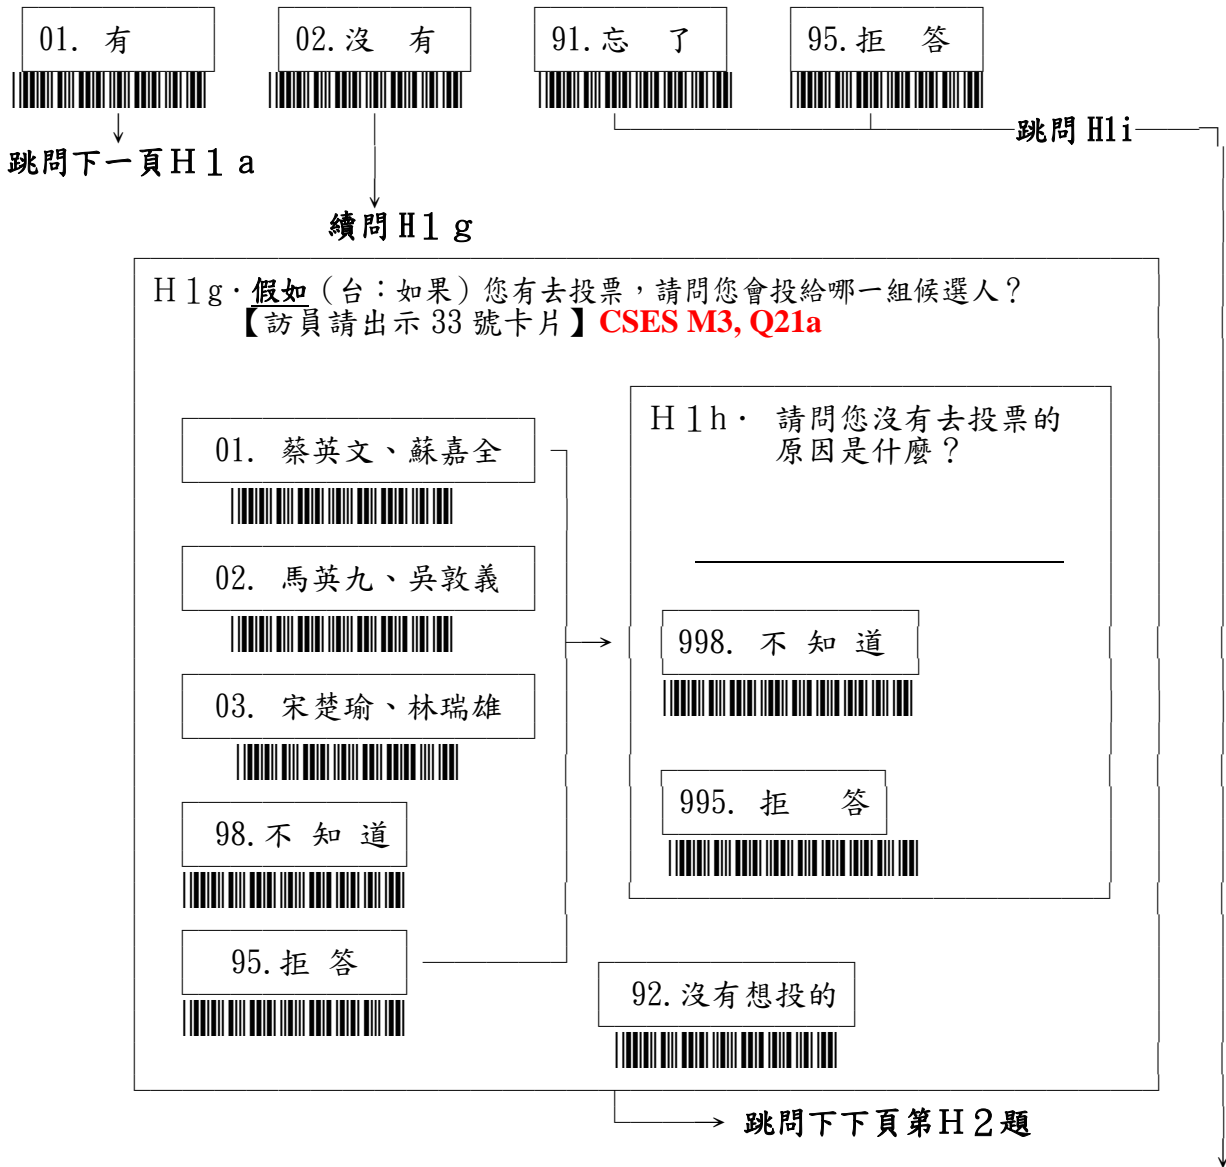 01. 有
02.沒 有
91.忘 了
95.拒 答
跳問 H1i
跳問下一頁H1a
續問H1g
H1g·假如（台：如果）您有去投票，請問您會投給哪一組候選人？
【訪員請出示 33 號卡片】CSES M3, Q21a
01. 蔡英文、蘇嘉全
02. 馬英九、吳敦義
03. 宋楚瑜、林瑞雄
98.不 知 道
95.拒 答
H1h· 請問您沒有去投票的
原因是什麼？
998. 不 知 道
995. 拒 答
92.沒有想投的
跳問下下頁第H2題